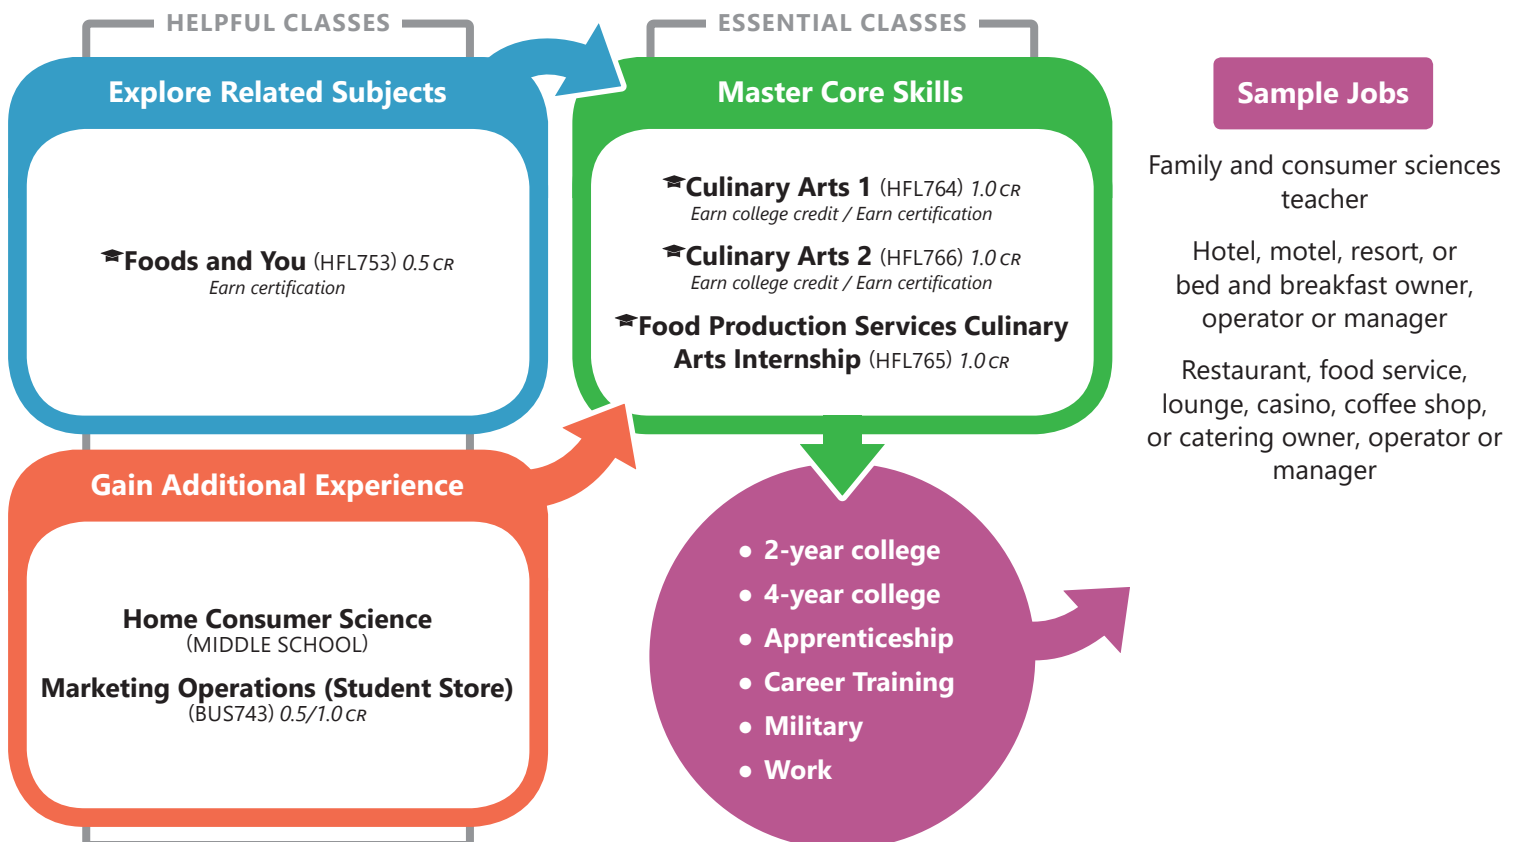 HELPFUL CLASSES
Explore Related Subjects
Foods and You (HFL753) 0.5 CR
Earn certification
Gain Additional Experience
Home Consumer Science
(MIDDLE SCHOOL)
Marketing Operations (Student Store)
(BUS743) 0.5/1.0 CR
ESSENTIAL CLASSES
Master Core Skills
Culinary Arts 1 (HFL764) 1.0 CR
Earn college credit / Earn certification
Culinary Arts 2 (HFL766) 1.0 CR
Earn college credit / Earn certification
Food Production Services Culinary
Arts Internship (HFL765) 1.0 CR
• 2-year college
• 4-year college
• Apprenticeship
• Career Training
• Military
• Work
Sample Jobs
Family and consumer sciences
teacher
Hotel, motel, resort, or
bed and breakfast owner,
operator or manager
Restaurant, food service,
lounge, casino, coffee shop,
or catering owner, operator or
manager